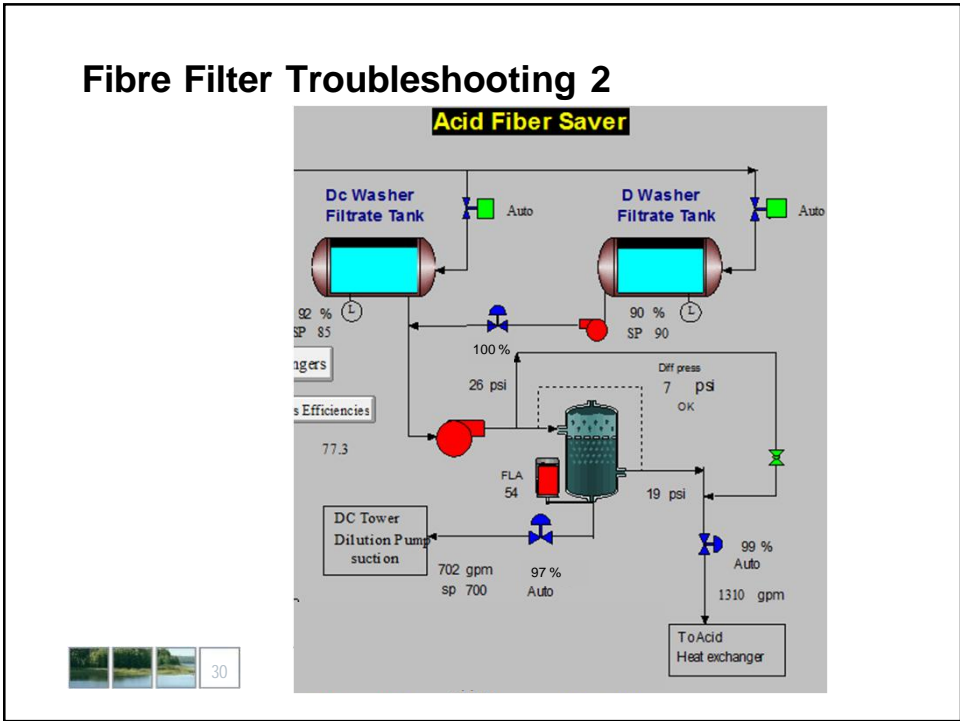 Fibre Filter Troubleshooting 2
Acid Fiber Saver
Dc Washer
Filtrate Tank
Auto
D Washer
Filtrate Tank
Auto
92 %
SP 85
L
90 %
SP 90
L
100 %
ngers
26 psi
Diff press
7 psi
OK
s Efficiencies
77.3
FLA
54
19 psi
DC Tower
Dilution Pump
suction
702 gpm
sp 700
97 %
Auto
99 %
Auto
1310 gpm
To Acid
Heat exchanger
30